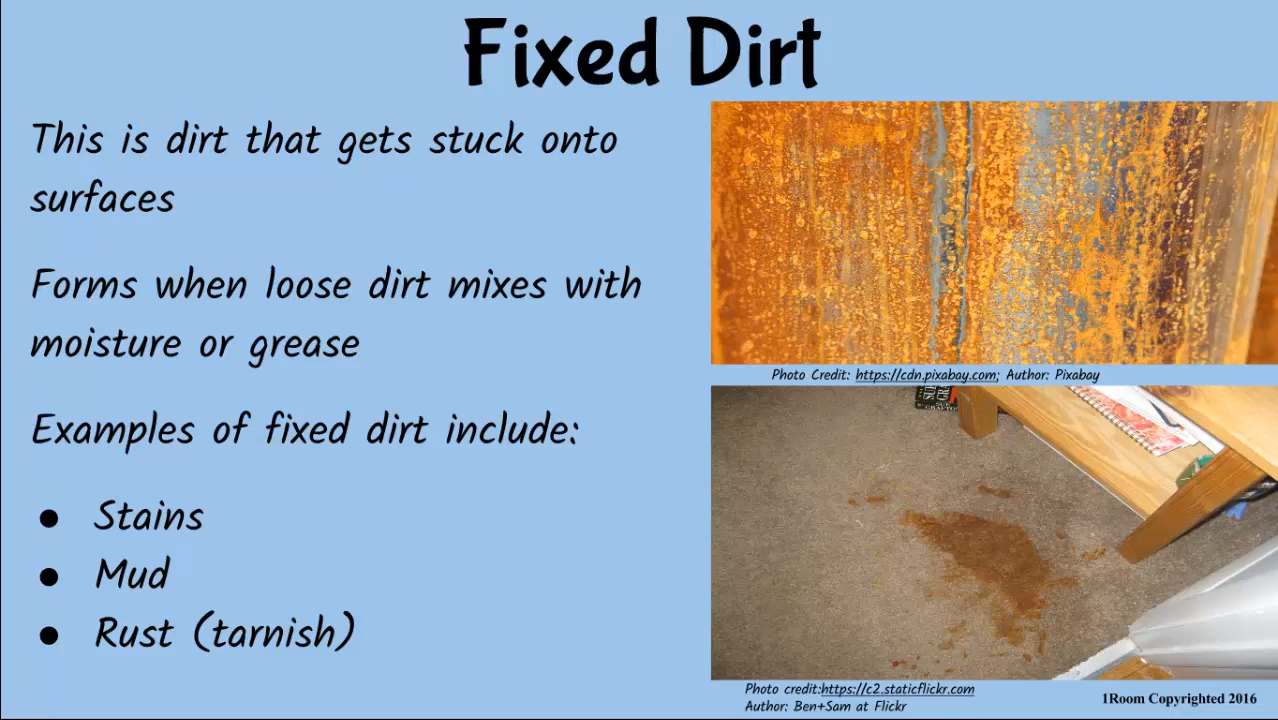 Fixed Dirt
This is dirt that gets stuck onto
surfaces
Forms when loose dirt mixes with
moisture or grease
Examples of fixed dirt include:
● Stains
● Mud
● Rust (tarnish)
Photo Credit: https://cdn.pixabay.com; Author: Pixabay
Photo credit:https://c2.staticflickr.com
Author: Ben+Sam at Flickr
1Room Copyrighted 2016